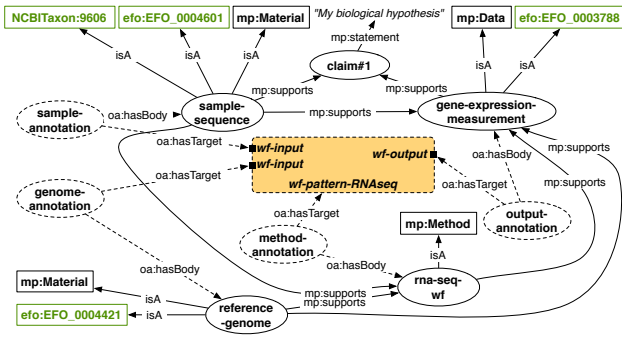 NCBITaxon:9606
efo:EFO_0004601
mp:Material
"My biological hypothesis"
mp:Data
efo:EFO_0003788
mp:statement
isA
isA
isA
claim#1
isA
isA
mp:supports
mp:supports
sample-
annotation
oa:hasBody
sample-
sequence
mp:supports
gene-expression-
measurement
oa:hasTarget
wf-input
wf-output
oa:hasBody
wf-input
oa:hasTarget
mp:supports
genome-
annotation
wf-pattern-RNAseq
oa:hasTarget
oa:hasTarget
mp:Method
output-
annotation
method-
annotation
isA
oa:hasBody
oa:hasBody
mp:Material
rna-seq-
wf
isA
mp:supports
mp:supports
efo:EFO_0004421
isA
reference
-genome